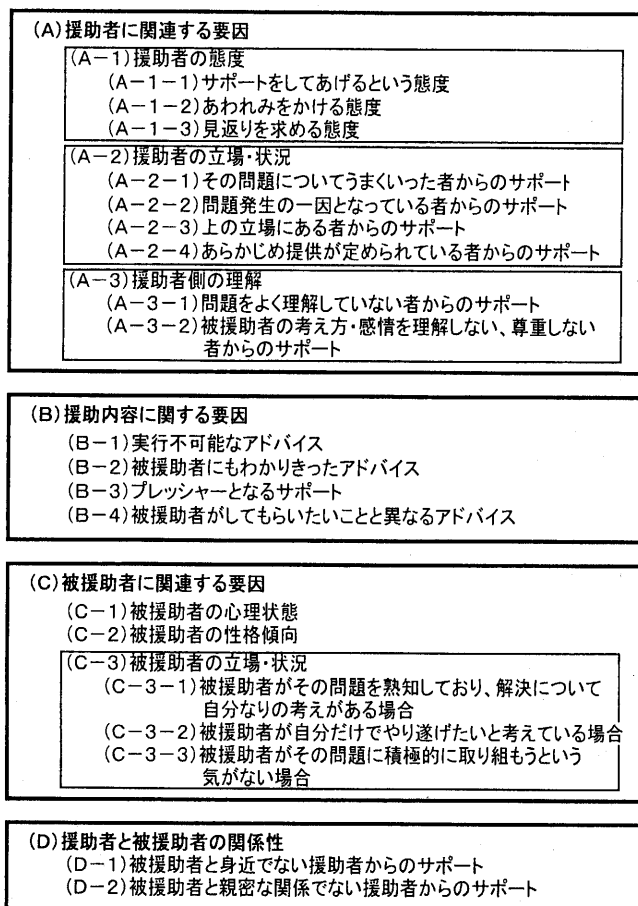 (A)援助者に関連する要因
(A-1)援助者の態度
(A-1-1)サポートをしてあげるという態度
(A-1-2)あわれみをかける態度
(A-1-3)見返りを求める態度
(A-2)援助者の立場・状況
(A-2-1)その問題についてうまくいった者からのサポート
(A-2-2)問題発生の一因となっている者からのサポート
(A-2-3)上の立場にある者からのサポート
(A-2-4)あらかじめ提供が定められている者からのサポート
(A-3)援助者側の理解
(A-3-1)問題をよく理解していない者からのサポート
(A-3-2)被援助者の考え方・感情を理解しない、尊重しない
者からのサポート
(B)援助内容に関する要因
(B-1)実行不可能なアドバイス
(B-2)被援助者にもわかりきったアドバイス
(B-3)プレッシャーとなるサポート
(B-4)被援助者がしてもらいたいことと異なるアドバイス
(C)被援助者に関連する要因
(C-1)被援助者の心理状態
(C-2)被援助者の性格傾向
(C-3)被援助者の立場・状況
(C-3-1)被援助者がその問題を熟知しており、解決について
自分なりの考えがある場合
(C-3-2)被援助者が自分だけでやり遂げたいと考えている場合
(C-3-3)被援助者がその問題に積極的に取り組もうという
気がない場合
(D)援助者と被援助者の関係性
(D-1)被援助者と身近でない援助者からのサポート
(D-2)被援助者と親密な関係でない援助者からのサポート